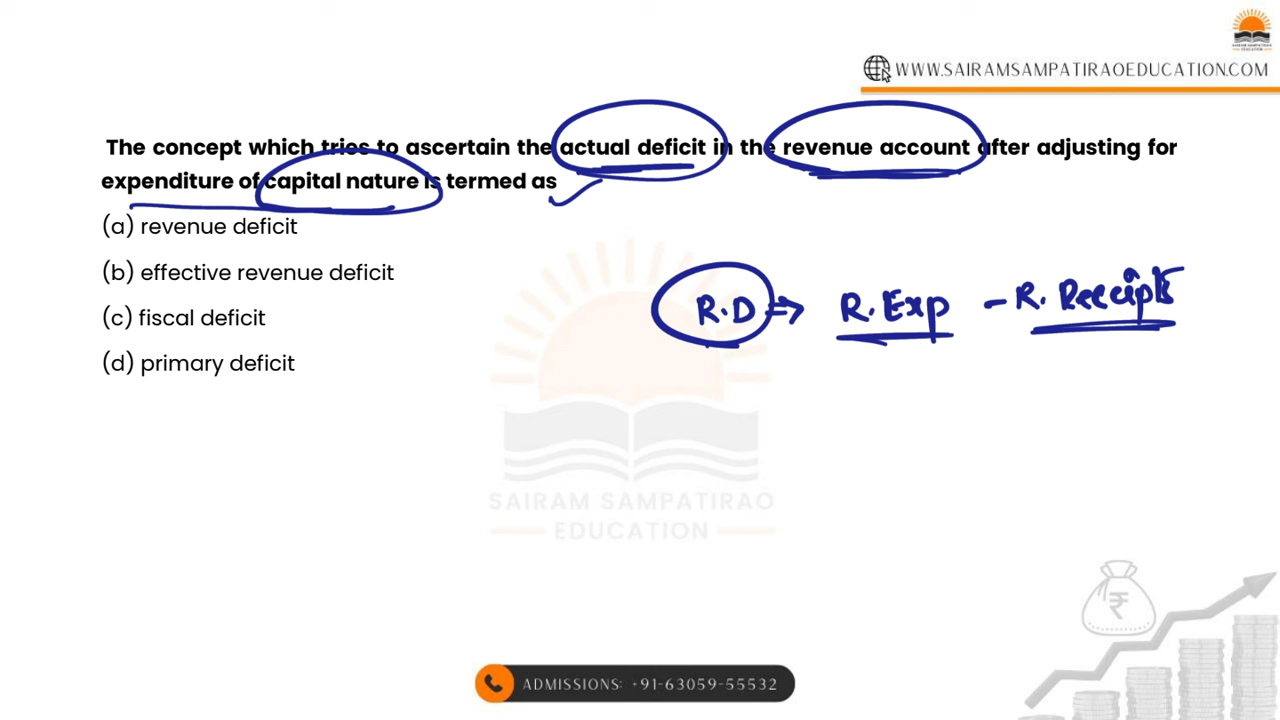 WWW.SAIRAMSAMPATIRAOEDUCATION.COM
The concept which tries to ascertain the actual deficit in the revenue account after adjusting for
expenditure of capital nature is termed as
(a) revenue deficit
(b) effective revenue deficit
(c) fiscal deficit
(d) primary deficit
R.D ⇒ R.Exp - R. Receipts
SAIRAM SAMPATIRAO
EDUCATION
₹
ADMISSIONS: +91-63059-55532